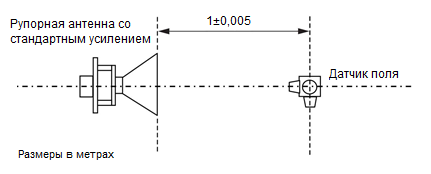 Рупорная антенна со
стандартным усилением
1±0,005
Датчик поля
Размеры в метрах